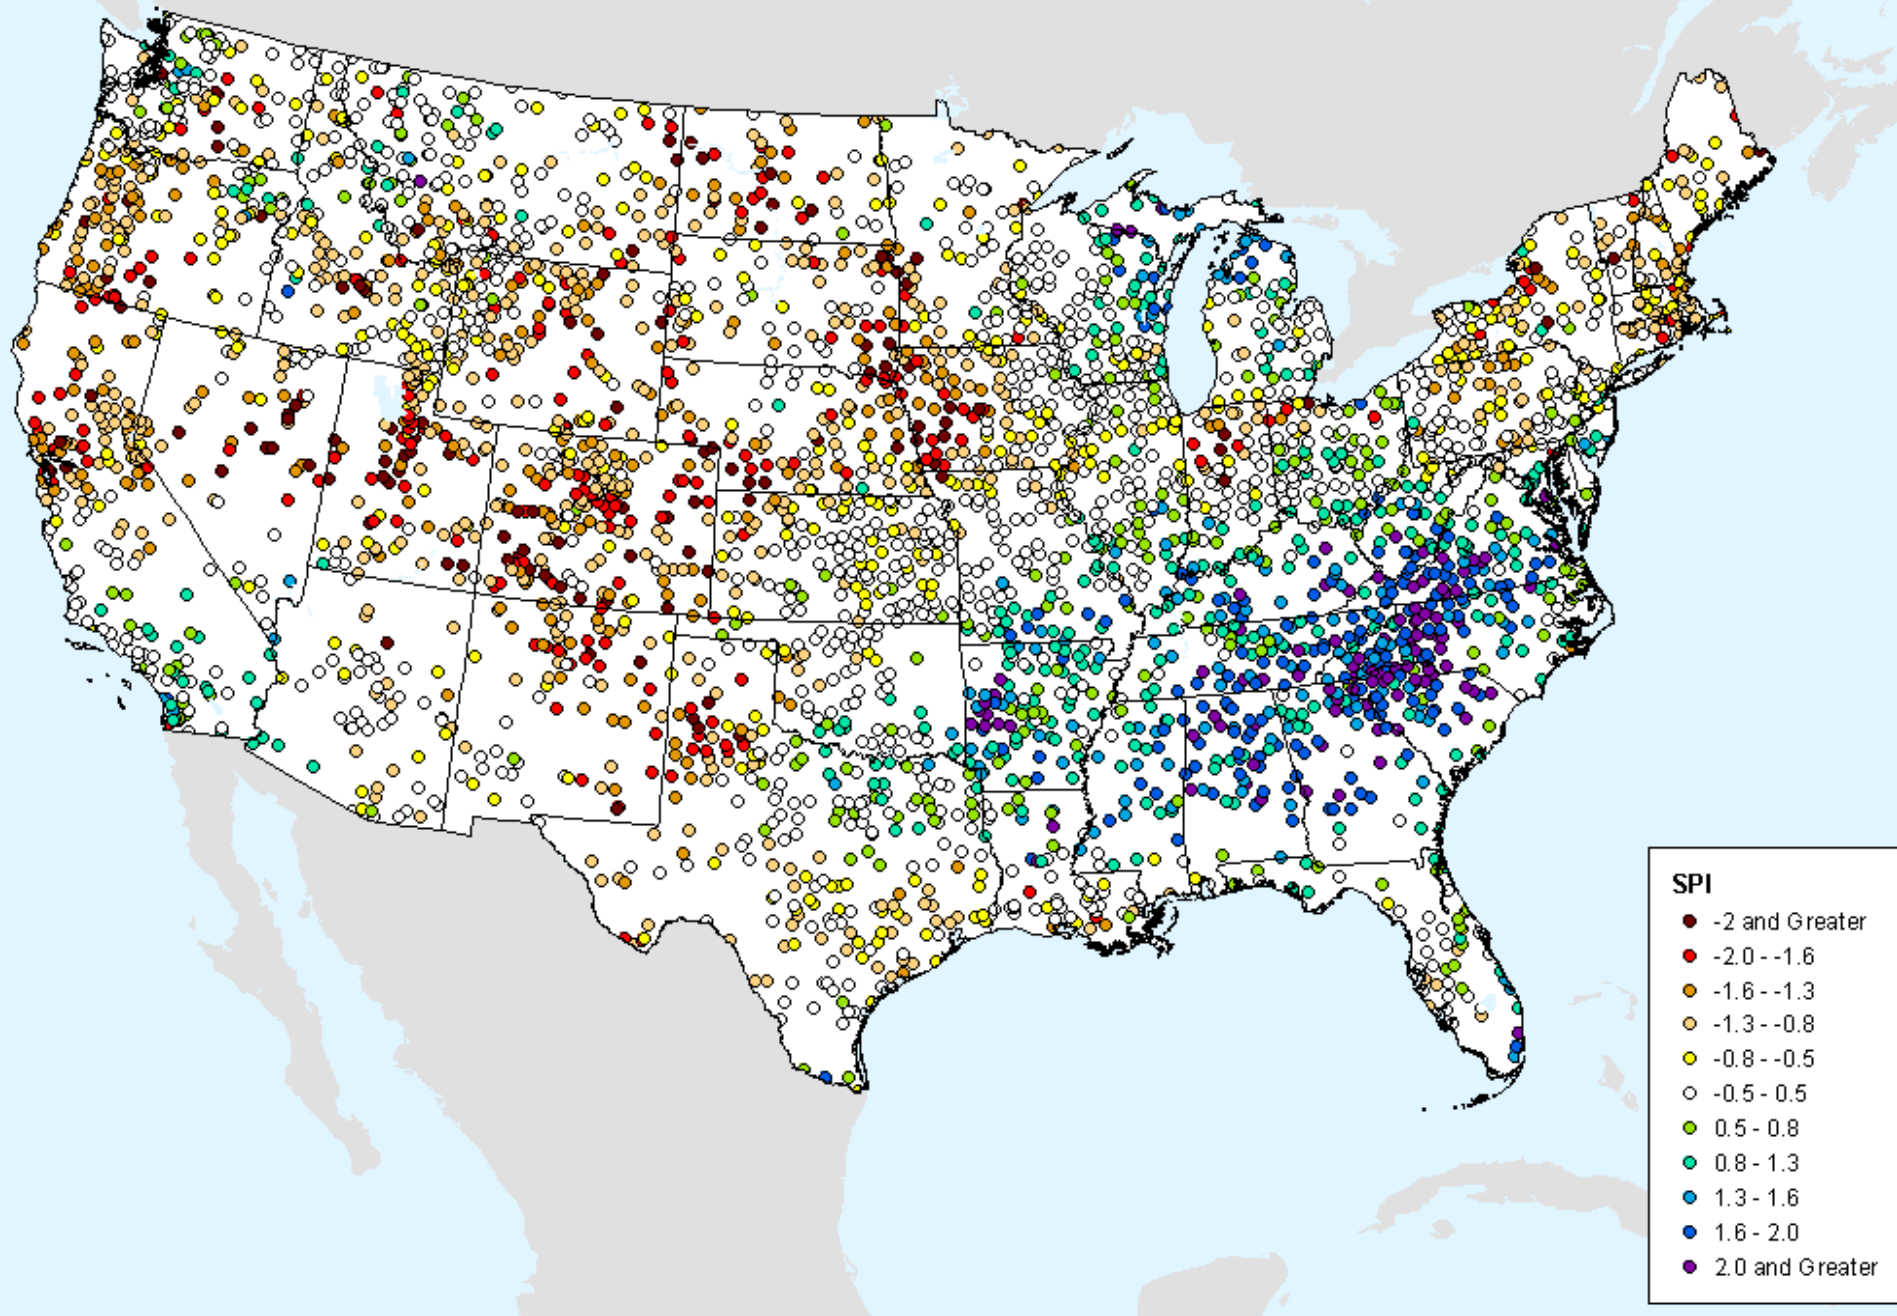 SPI
-2 and Greater
-2.0 - -1.6
-1.6 - -1.3
-1.3 - -0.8
-0.8 - -0.5
-0.5 - 0.5
0.5 - 0.8
0.8 - 1.3
1.3 - 1.6
1.6 - 2.0
2.0 and Greater